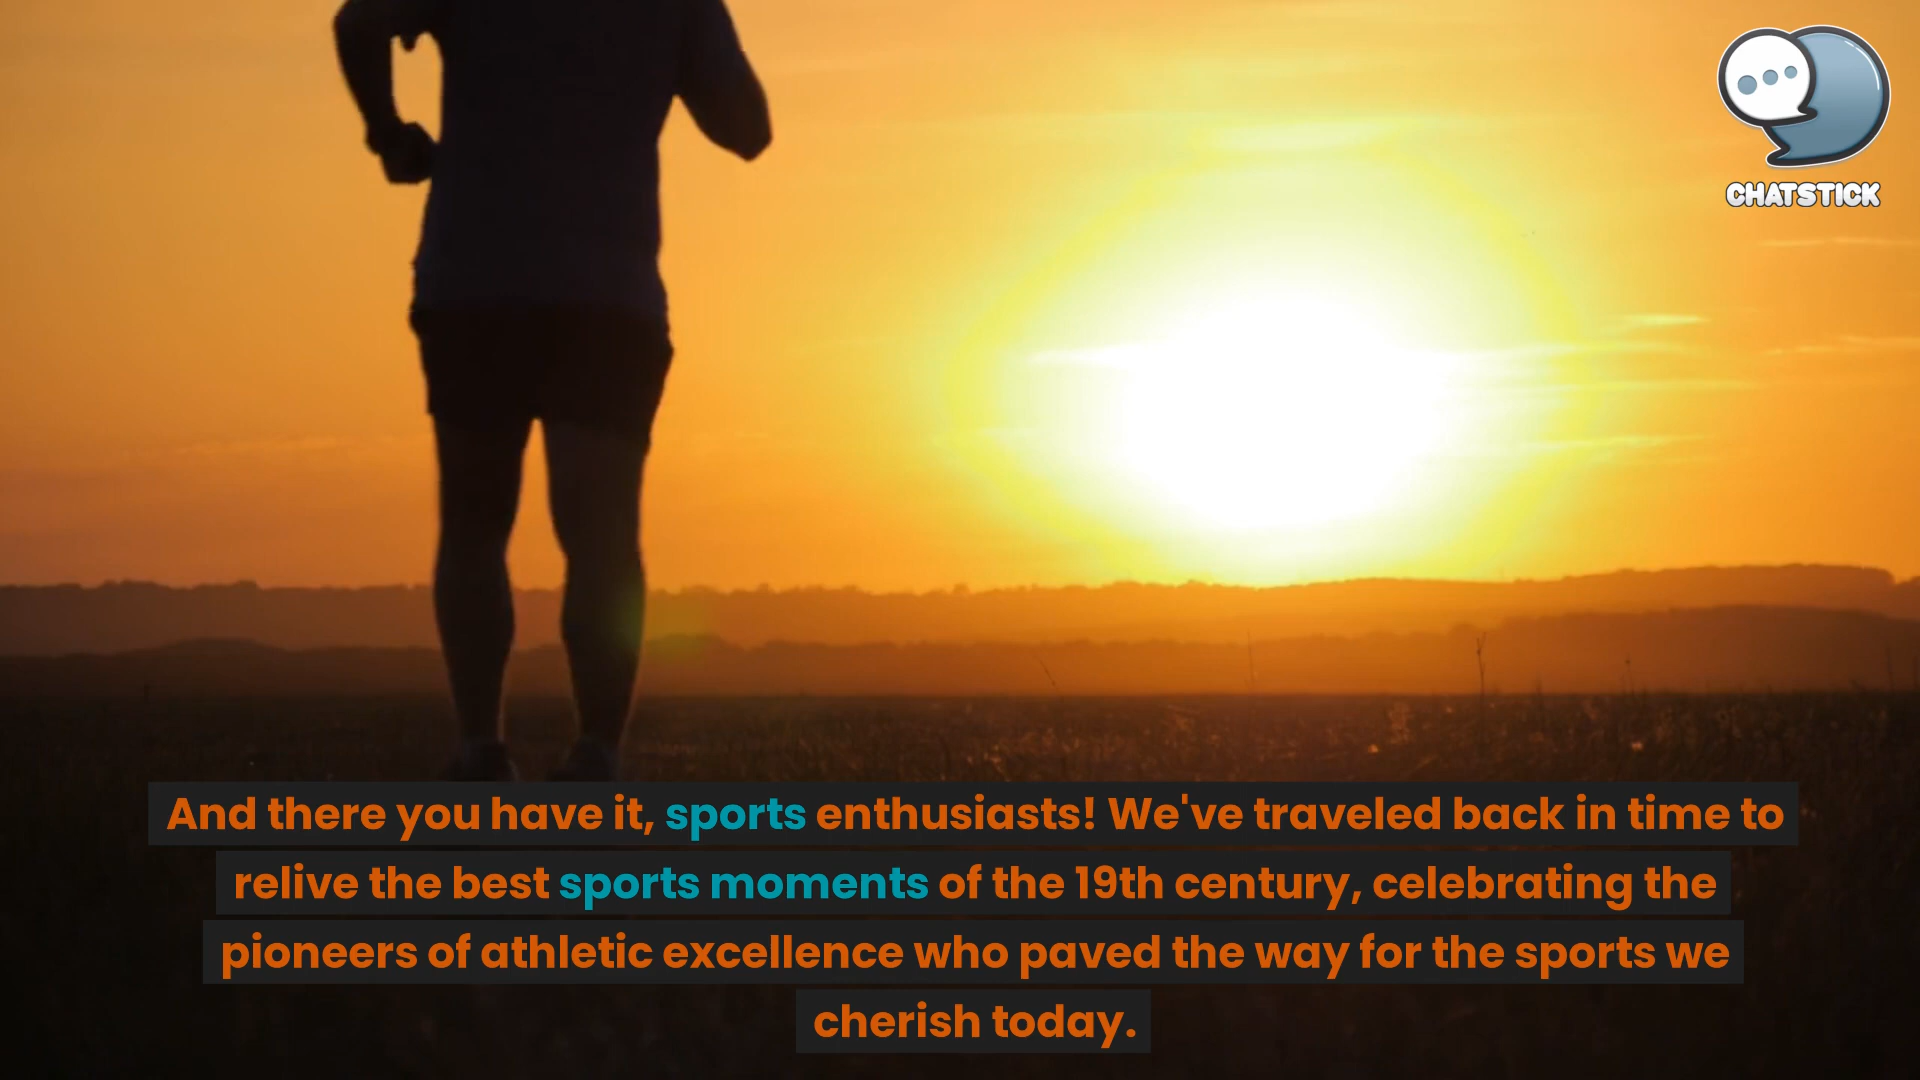 CHATSTICK
And there you have it, sports enthusiasts! We've traveled back in time to
relive the best sports moments of the 19th century, celebrating the
pioneers of athletic excellence who paved the way for the sports we
cherish today.